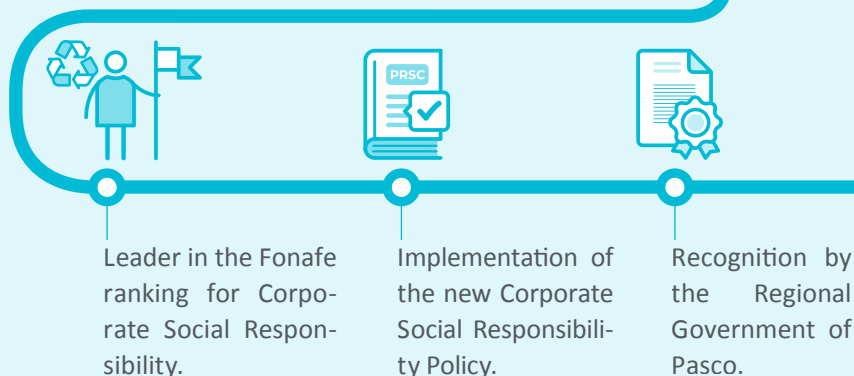 PRSC
Leader in the Fonafe
ranking for Corpo-
rate Social Respon-
sibility.
Implementation of
the new Corporate
Social Responsibili-
ty Policy.
Recognition by
the Regional
Government of
Pasco.